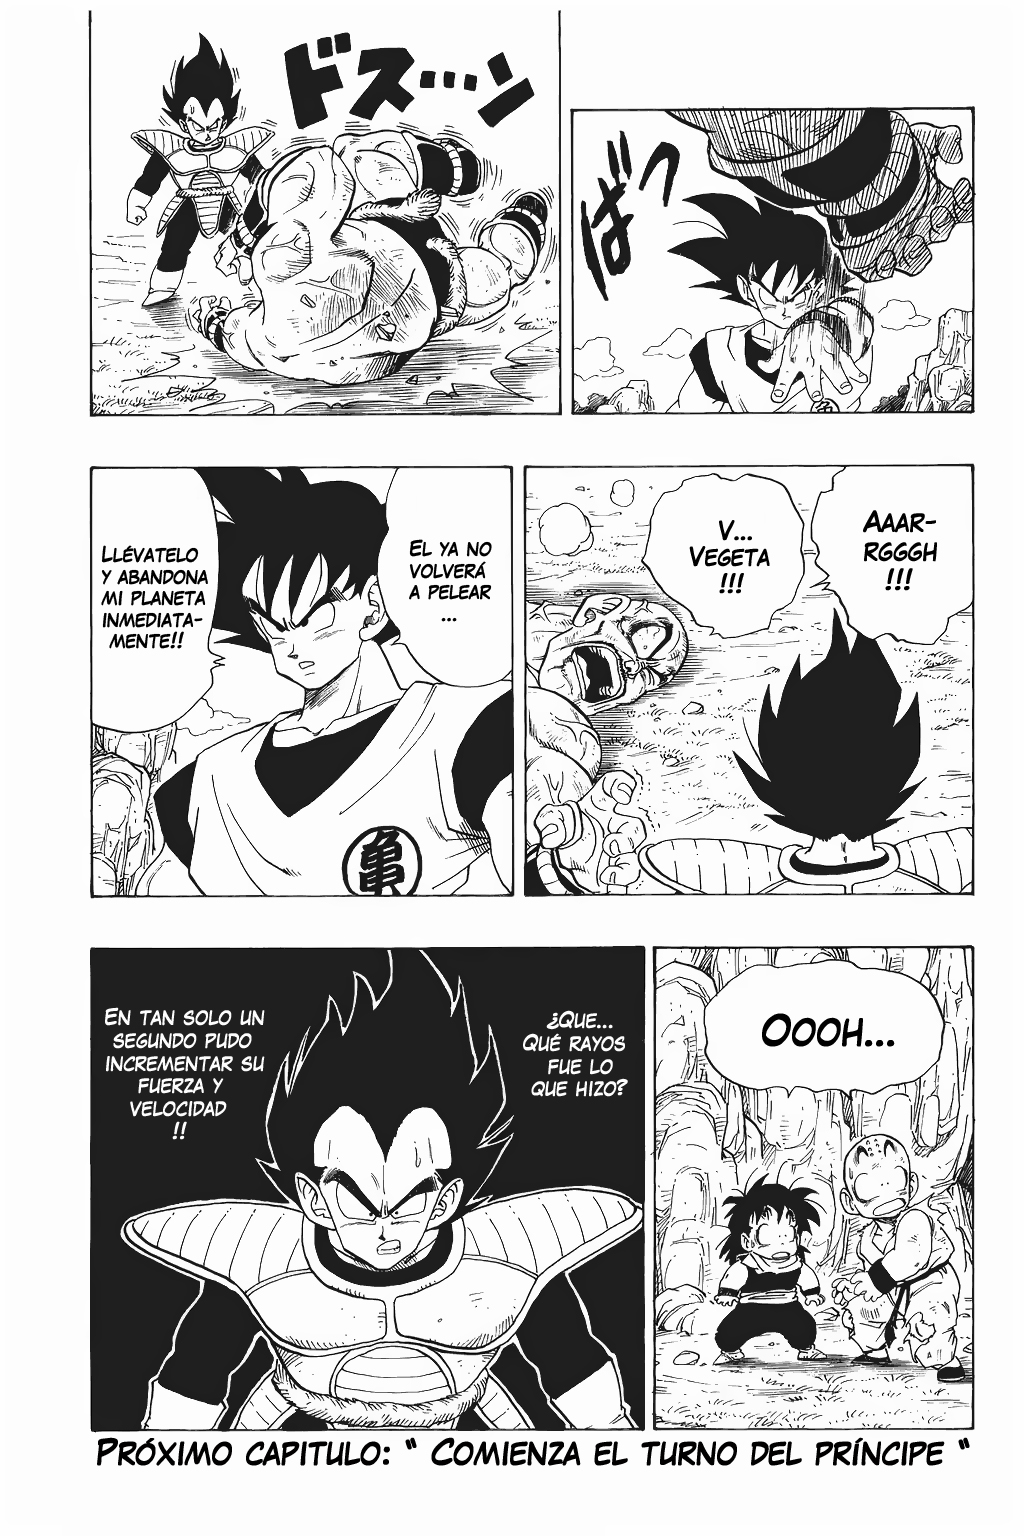 ばっ
ドス…ン
AAAR-
RGGGH
!!!
V...
VEGETA
!!!
EL YA NO
VOLVERÁ
A PELEAR
...
LLÉVATELO
Y ABANDONA
MI PLANETA
INMEDIATA-
MENTE!!
亀
OOOH...
¿QUE...
QUÉ RAYOS
FUE LO
QUE HIZO?
EN TAN SOLO UN
SEGUNDO PUDO
INCREMENTAR SU
FUERZA Y
VELOCIDAD
!!
PRÓXIMO CAPITULO: " COMIENZA EL TURNO DEL PRÍNCIPE "